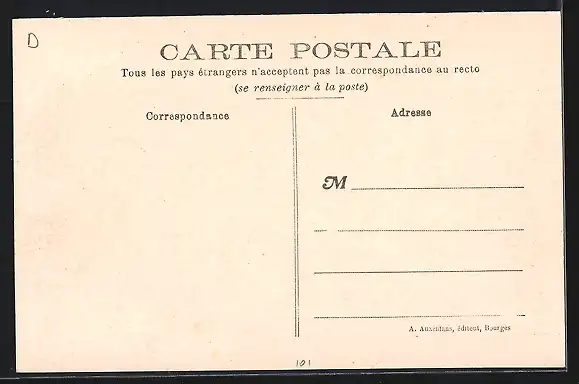 D
CARTE POSTALE
Tous les pays étrangers n'acceptent pas la correspondance au recto
(se renseigner à la poste)
Correspondance
Adresse
M
A. Auxenfans, éditeur, Bourges
101